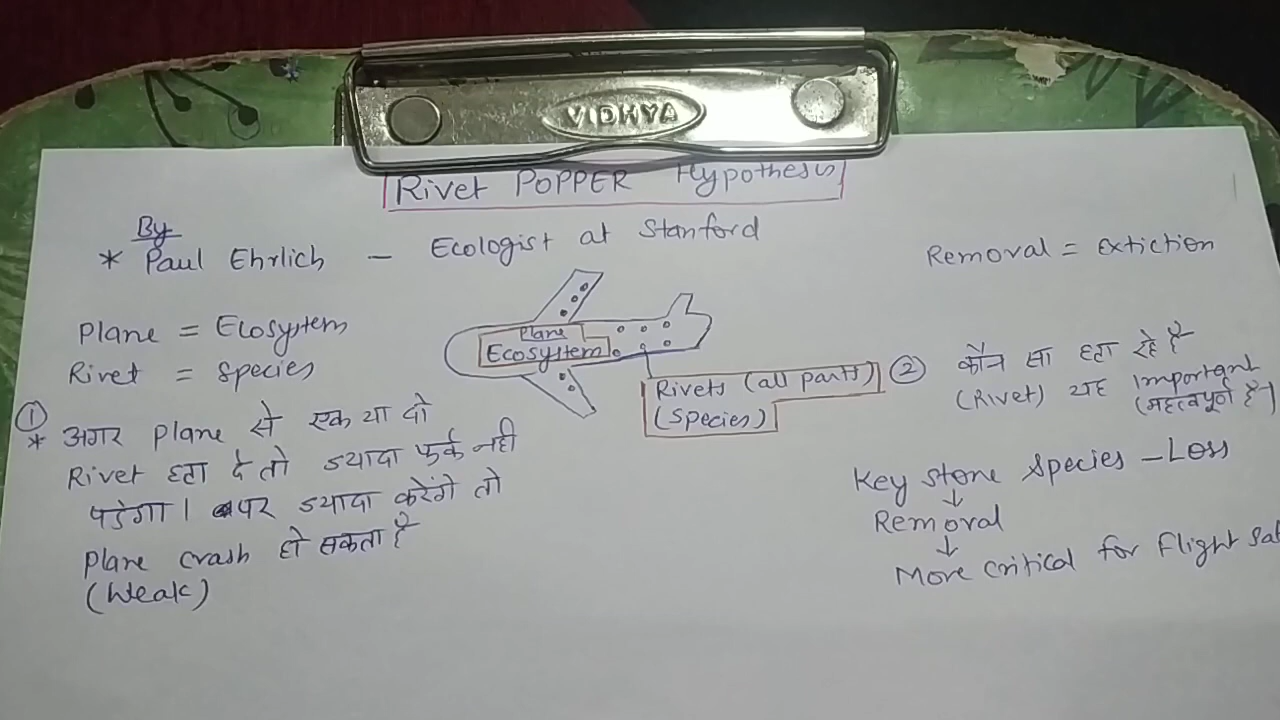 VIDHYA
Rivet POPPER Hypothesis
By
* Paul Ehrlich – Ecologist at Stanford
Removal = extiction
Plane = Ecosystem
Rivet = Species
Plane
Ecosystem
Rivets (all parts)
(Species)
① * अगर plane से एक या दो
Rivet हटा दे तो ज्यादा फर्क नही
पडेगा। पर ज्यादा करेंगे तो
Plane crash हो सकता है
(Weak)
② कौन सा हटा रहे है
(Rivet) यह important
(महत्वपूर्ण है)
Key stone species – Loss
↓
Removal
↓
More critical for flight saf